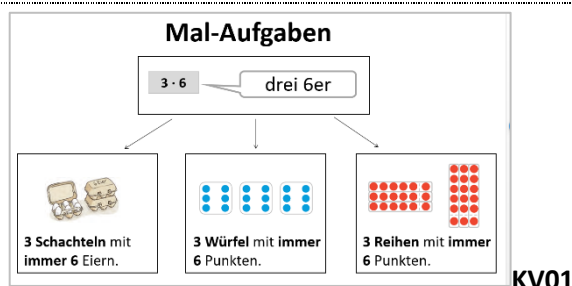 Mal-Aufgaben
3 · 6
drei 6er
3 Schachteln mit
immer 6 Eiern.
3 Würfel mit immer
6 Punkten.
3 Reihen mit immer
6 Punkten.
KV01